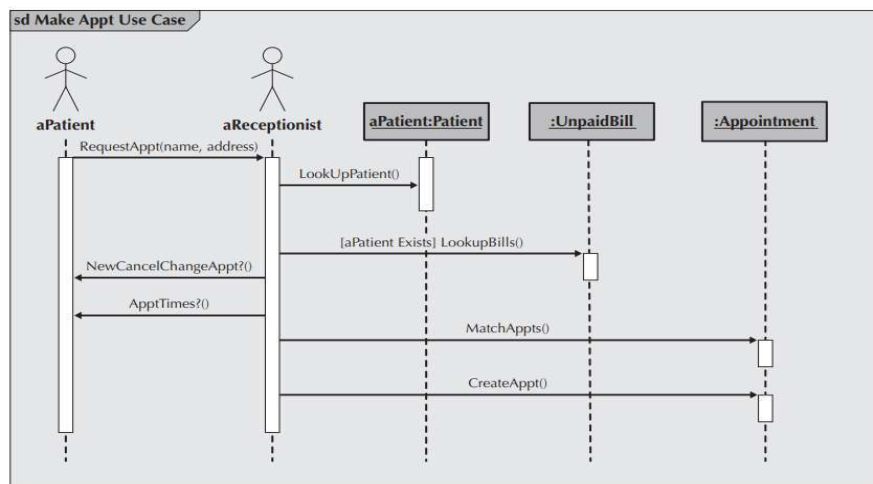 sd Make Appt Use Case
aPatient
aReceptionist
aPatient:Patient
:UnpaidBill
:Appointment
RequestAppt(name, address)
LookUpPatient()
[aPatient Exists] LookupBills()
NewCancelChangeAppt?()
ApptTimes?()
MatchAppts()
CreateAppt()